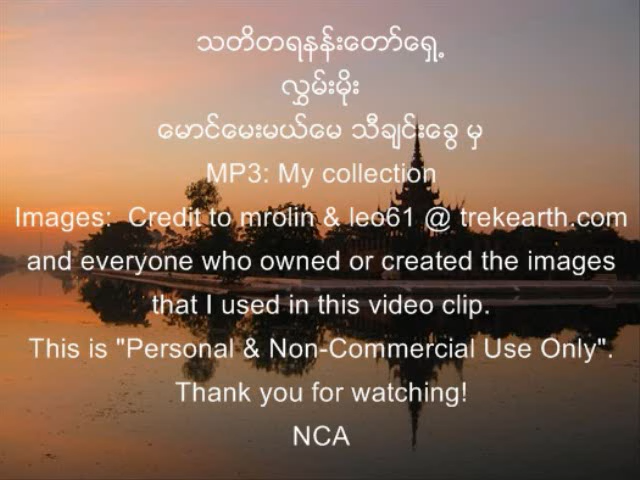 သတိတရနန်းတော်ရှေ့
လွှမ်းမိုး
မောင်မေးမယ်မေ သီချင်းခွေ မှ
MP3: My collection
Images:  Credit to mrolin & leo61 @ trekearth.com
and everyone who owned or created the images
that I used in this video clip.
This is "Personal & Non-Commercial Use Only".
Thank you for watching!
NCA